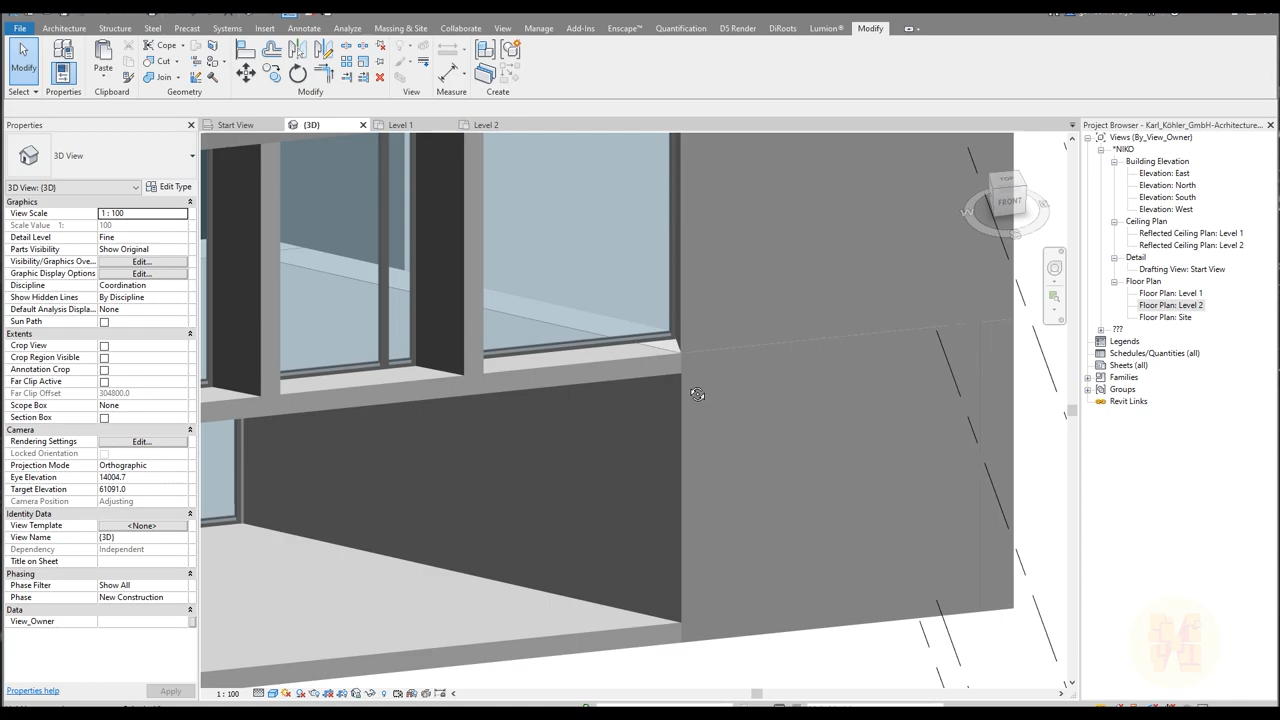 File Architecture Structure Steel Precast Systems Insert Annotate Analyze Massing & Site Collaborate View Manage Add-Ins Enscape™ Quantification D5 Render DiRoots Lumion® Modify
Modify Properties Paste Cope Cut Join
Select Properties Clipboard Geometry Modify View Measure Create
Properties
Start View {3D} Level 1 Level 2
Project Browser - Karl_Köhler_GmbH-Acrhitecture...
3D View
3D View: {3D} Edit Type
Graphics
View Scale 1 : 100
Scale Value 1: 100
Detail Level Fine
Parts Visibility Show Original
Visibility/Graphics Ove... Edit...
Graphic Display Options Edit...
Discipline Coordination
Show Hidden Lines By Discipline
Default Analysis Displa... None
Sun Path
Extents
Crop View
Crop Region Visible
Annotation Crop
Far Clip Active
Far Clip Offset 304800.0
Scope Box None
Section Box
Camera
Rendering Settings Edit...
Locked Orientation
Projection Mode Orthographic
Eye Elevation 14004.7
Target Elevation 61091.0
Camera Position Adjusting
Identity Data
View Template <None>
View Name {3D}
Dependency Independent
Title on Sheet
Phasing
Phase Filter Show All
Phase New Construction
Data
View_Owner
Properties help Apply
TOP
FRONT
W
S
1 : 100
Views (By_View_Owner)
*NIKO
Building Elevation
Elevation: East
Elevation: North
Elevation: South
Elevation: West
Ceiling Plan
Reflected Ceiling Plan: Level 1
Reflected Ceiling Plan: Level 2
Detail
Drafting View: Start View
Floor Plan
Floor Plan: Level 1
Floor Plan: Level 2
Floor Plan: Site
???
Legends
Schedules/Quantities (all)
Sheets (all)
Families
Groups
Revit Links